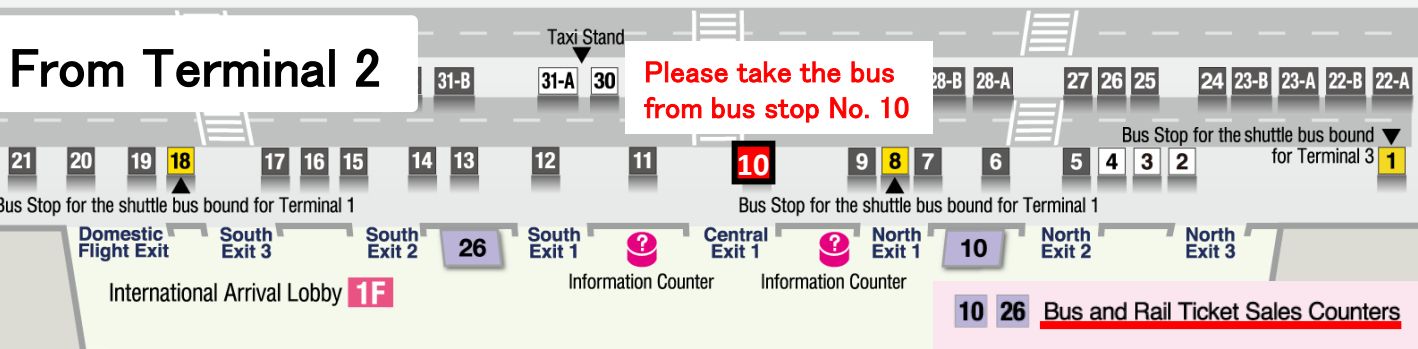 From Terminal 2
Taxi Stand
Please take the bus
from bus stop No. 10
31-B 31-A 30 28-B 28-A 27 26 25 24 23-B 23-A 22-B 22-A
Bus Stop for the shuttle bus bound
for Terminal 3
21 20 19 18 17 16 15 14 13 12 11 10 9 8 7 6 5 4 3 2 1
Bus Stop for the shuttle bus bound for Terminal 1
Bus Stop for the shuttle bus bound for Terminal 1
Domestic
Flight Exit
South
Exit 3
South
Exit 2
26
South
Exit 1
?
Information Counter
Central
Exit 1
?
Information Counter
North
Exit 1
10
North
Exit 2
North
Exit 3
International Arrival Lobby 1F
10 26 Bus and Rail Ticket Sales Counters